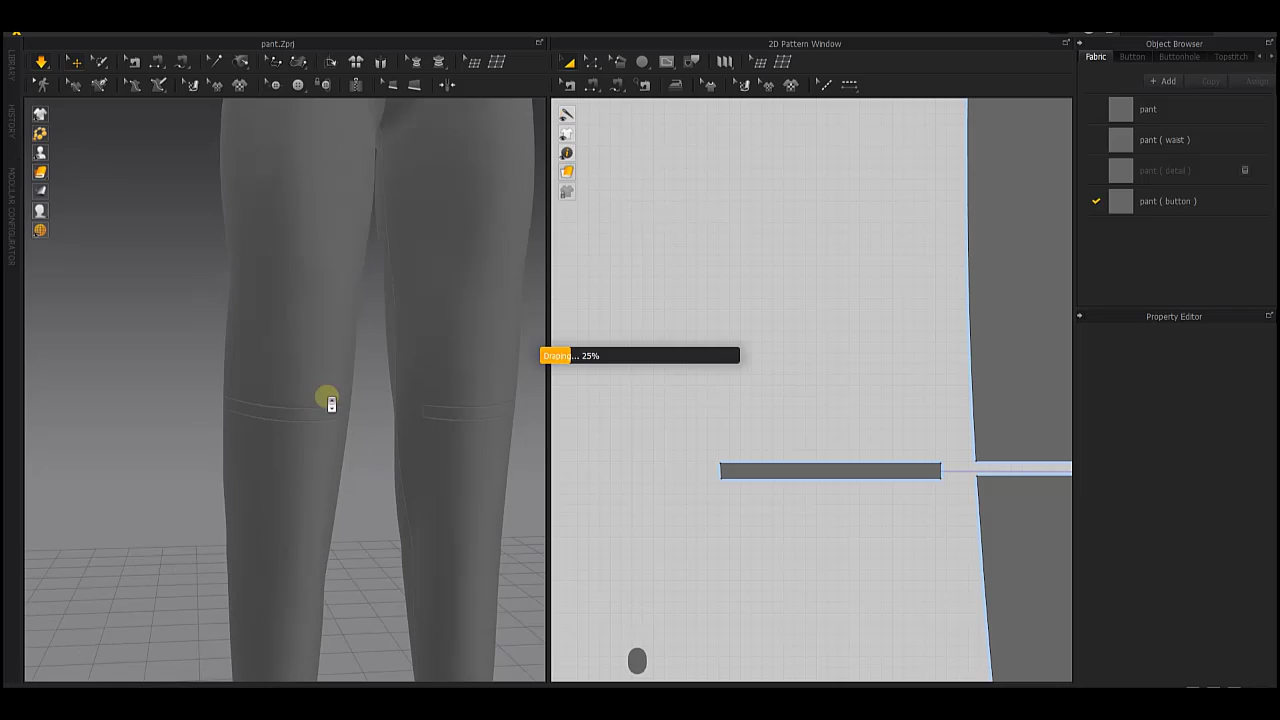 pant.Zprj
2D Pattern Window
Object Browser
LIBRARY
HISTORY
MODULAR CONFIGURATOR
Fabric
Button
Buttonhole
Topstitch
+ Add
Copy
Assign
pant
pant ( waist )
pant ( detail )
pant ( button )
Property Editor
Draping... 25%